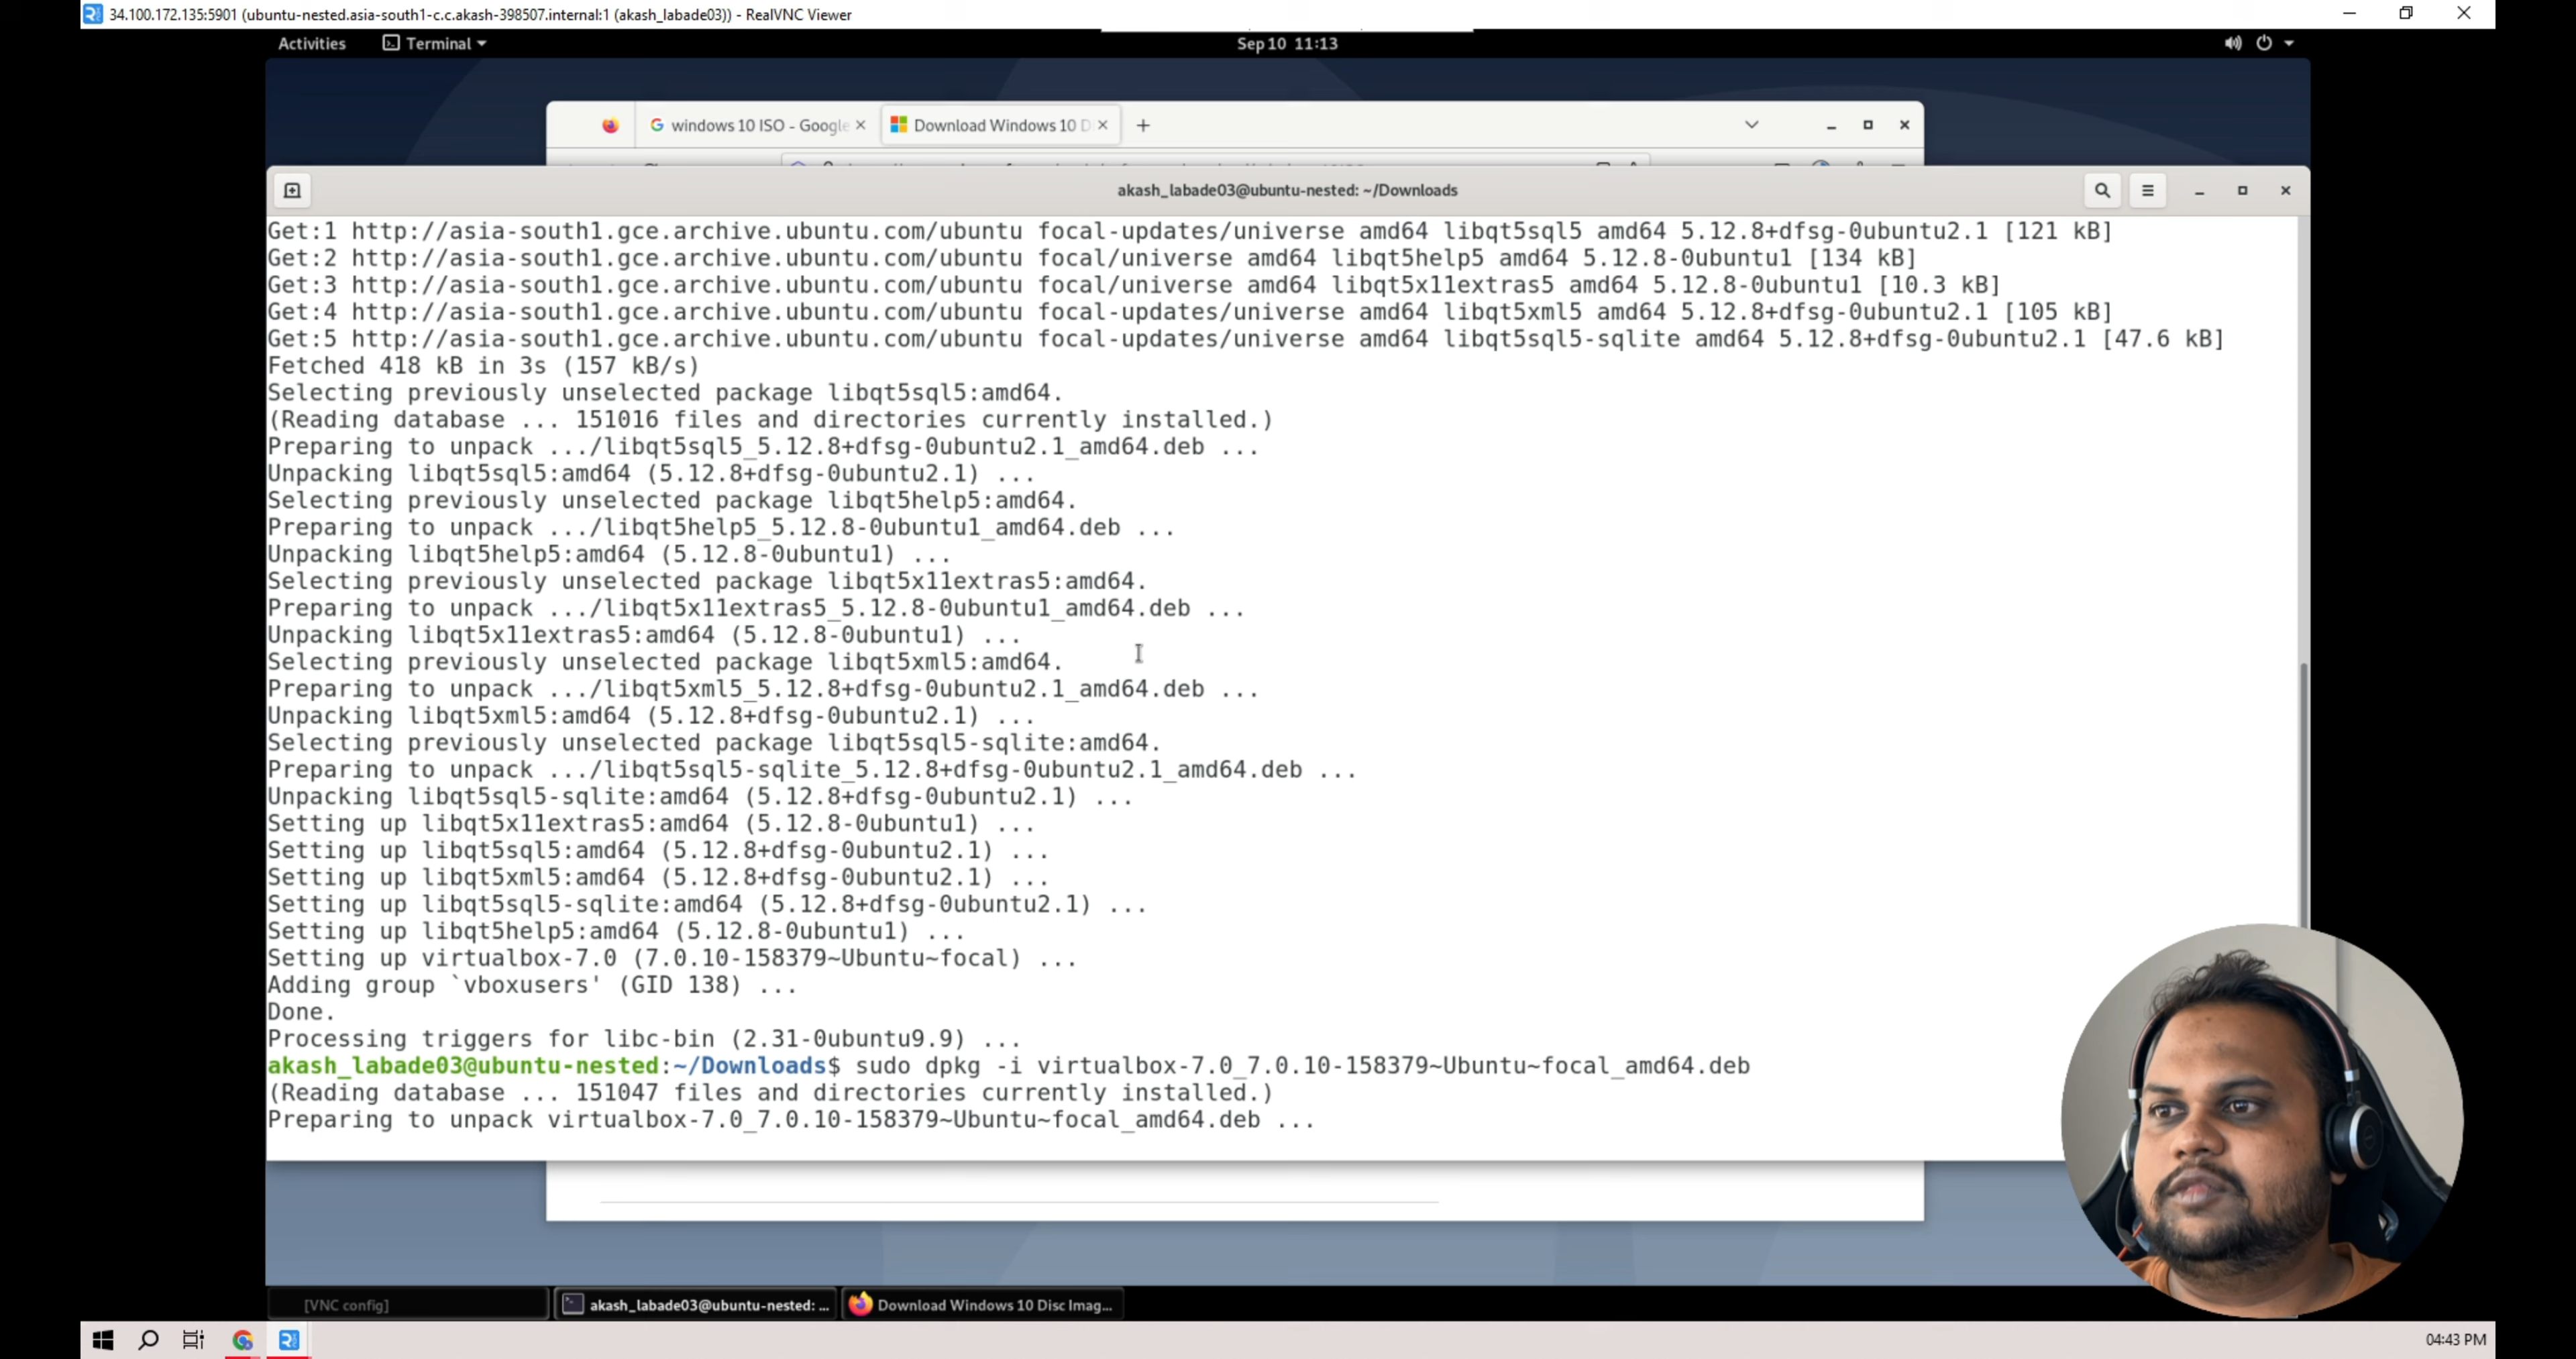 34.100.172.135:5901 (ubuntu-nested.asia-south1-c.c.akash-398507.internal:1 (akash_labade03)) - RealVNC Viewer
Activities Terminal Sep 10 11:13
windows 10 ISO - Google Download Windows 10 D
akash_labade03@ubuntu-nested: ~/Downloads
Get:1 http://asia-south1.gce.archive.ubuntu.com/ubuntu focal-updates/universe amd64 libqt5sql5 amd64 5.12.8+dfsg-0ubuntu2.1 [121 kB]
Get:2 http://asia-south1.gce.archive.ubuntu.com/ubuntu focal/universe amd64 libqt5help5 amd64 5.12.8-0ubuntu1 [134 kB]
Get:3 http://asia-south1.gce.archive.ubuntu.com/ubuntu focal/universe amd64 libqt5x11extras5 amd64 5.12.8-0ubuntu1 [10.3 kB]
Get:4 http://asia-south1.gce.archive.ubuntu.com/ubuntu focal-updates/universe amd64 libqt5xml5 amd64 5.12.8+dfsg-0ubuntu2.1 [105 kB]
Get:5 http://asia-south1.gce.archive.ubuntu.com/ubuntu focal-updates/universe amd64 libqt5sql5-sqlite amd64 5.12.8+dfsg-0ubuntu2.1 [47.6 kB]
Fetched 418 kB in 3s (157 kB/s)
Selecting previously unselected package libqt5sql5:amd64.
(Reading database ... 151016 files and directories currently installed.)
Preparing to unpack .../libqt5sql5_5.12.8+dfsg-0ubuntu2.1_amd64.deb ...
Unpacking libqt5sql5:amd64 (5.12.8+dfsg-0ubuntu2.1) ...
Selecting previously unselected package libqt5help5:amd64.
Preparing to unpack .../libqt5help5_5.12.8-0ubuntu1_amd64.deb ...
Unpacking libqt5help5:amd64 (5.12.8-0ubuntu1) ...
Selecting previously unselected package libqt5x11extras5:amd64.
Preparing to unpack .../libqt5x11extras5_5.12.8-0ubuntu1_amd64.deb ...
Unpacking libqt5x11extras5:amd64 (5.12.8-0ubuntu1) ...
Selecting previously unselected package libqt5xml5:amd64.
Preparing to unpack .../libqt5xml5_5.12.8+dfsg-0ubuntu2.1_amd64.deb ...
Unpacking libqt5xml5:amd64 (5.12.8+dfsg-0ubuntu2.1) ...
Selecting previously unselected package libqt5sql5-sqlite:amd64.
Preparing to unpack .../libqt5sql5-sqlite_5.12.8+dfsg-0ubuntu2.1_amd64.deb ...
Unpacking libqt5sql5-sqlite:amd64 (5.12.8+dfsg-0ubuntu2.1) ...
Setting up libqt5x11extras5:amd64 (5.12.8-0ubuntu1) ...
Setting up libqt5sql5:amd64 (5.12.8+dfsg-0ubuntu2.1) ...
Setting up libqt5xml5:amd64 (5.12.8+dfsg-0ubuntu2.1) ...
Setting up libqt5sql5-sqlite:amd64 (5.12.8+dfsg-0ubuntu2.1) ...
Setting up libqt5help5:amd64 (5.12.8-0ubuntu1) ...
Setting up virtualbox-7.0 (7.0.10-158379~Ubuntu~focal) ...
Adding group `vboxusers' (GID 138) ...
Done.
Processing triggers for libc-bin (2.31-0ubuntu9.9) ...
akash_labade03@ubuntu-nested:~/Downloads$ sudo dpkg -i virtualbox-7.0_7.0.10-158379~Ubuntu~focal_amd64.deb
(Reading database ... 151047 files and directories currently installed.)
Preparing to unpack virtualbox-7.0_7.0.10-158379~Ubuntu~focal_amd64.deb ...
[VNC config] akash_labade03@ubuntu-nested: ... Download Windows 10 Disc Imag...
04:43 PM